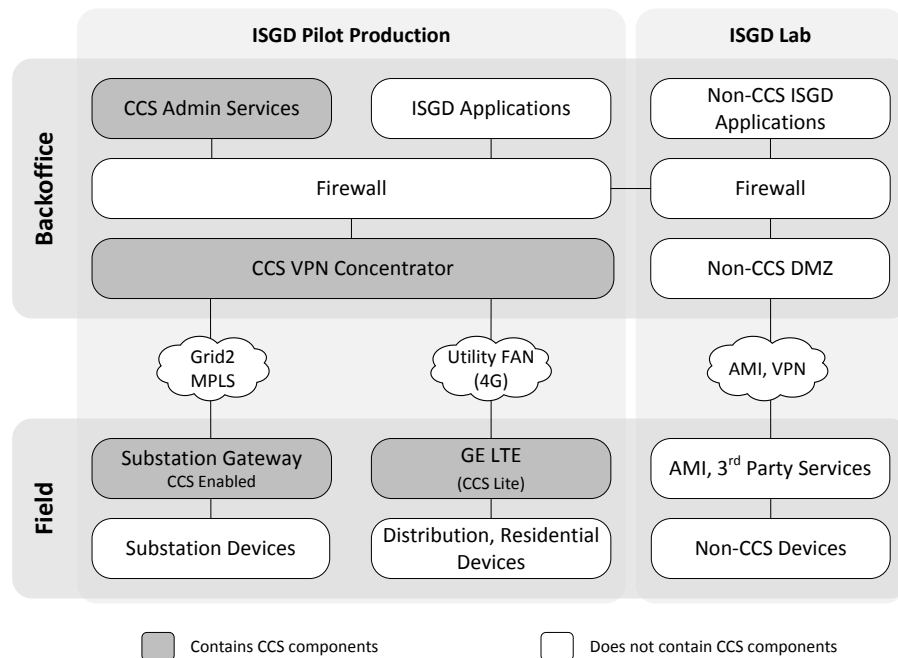 ISGD Pilot Production
ISGD Lab
Backoffice
CCS Admin Services
ISGD Applications
Non-CCS ISGD
Applications
Firewall
Firewall
CCS VPN Concentrator
Non-CCS DMZ
Grid2
MPLS
Utility FAN
(4G)
AMI, VPN
Field
Substation Gateway
CCS Enabled
GE LTE
(CCS Lite)
AMI, 3rd Party Services
Substation Devices
Distribution, Residential
Devices
Non-CCS Devices
Contains CCS components
Does not contain CCS components